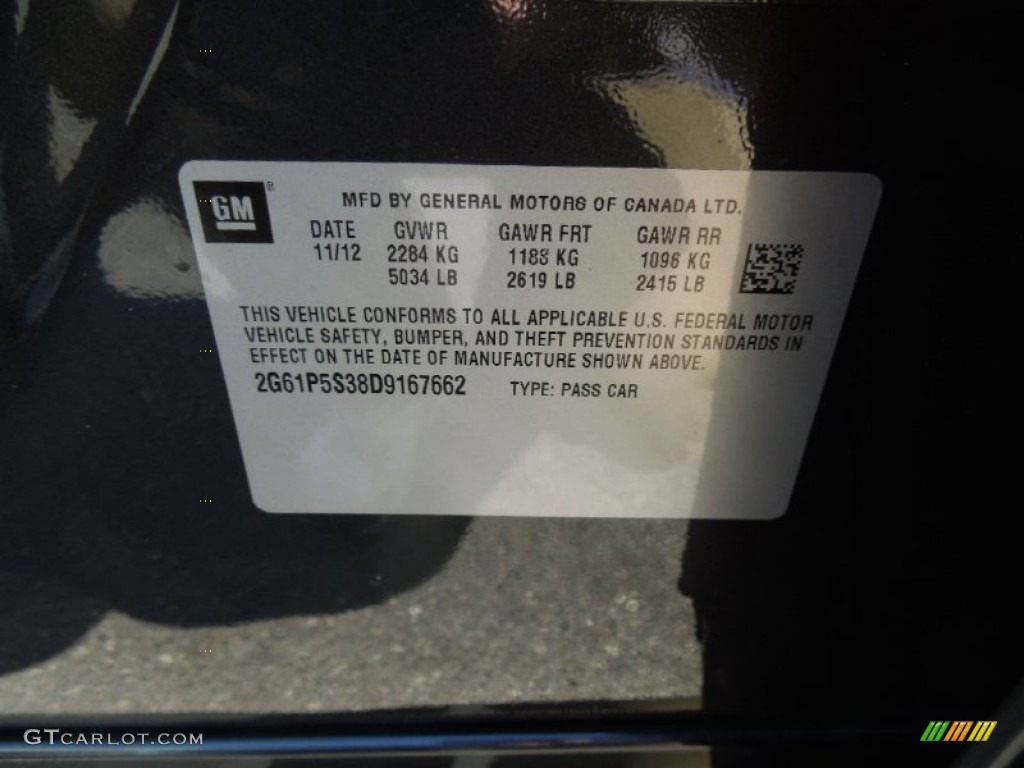 GM ®
MFD BY GENERAL MOTORS OF CANADA LTD.
DATE GVWR GAWR FRT GAWR RR
11/12 2284 KG 1188 KG 1096 KG
5034 LB 2619 LB 2415 LB
THIS VEHICLE CONFORMS TO ALL APPLICABLE U.S. FEDERAL MOTOR
VEHICLE SAFETY, BUMPER, AND THEFT PREVENTION STANDARDS IN
EFFECT ON THE DATE OF MANUFACTURE SHOWN ABOVE.
2G61P5S38D9167662 TYPE: PASS CAR
GTCARLOT.COM